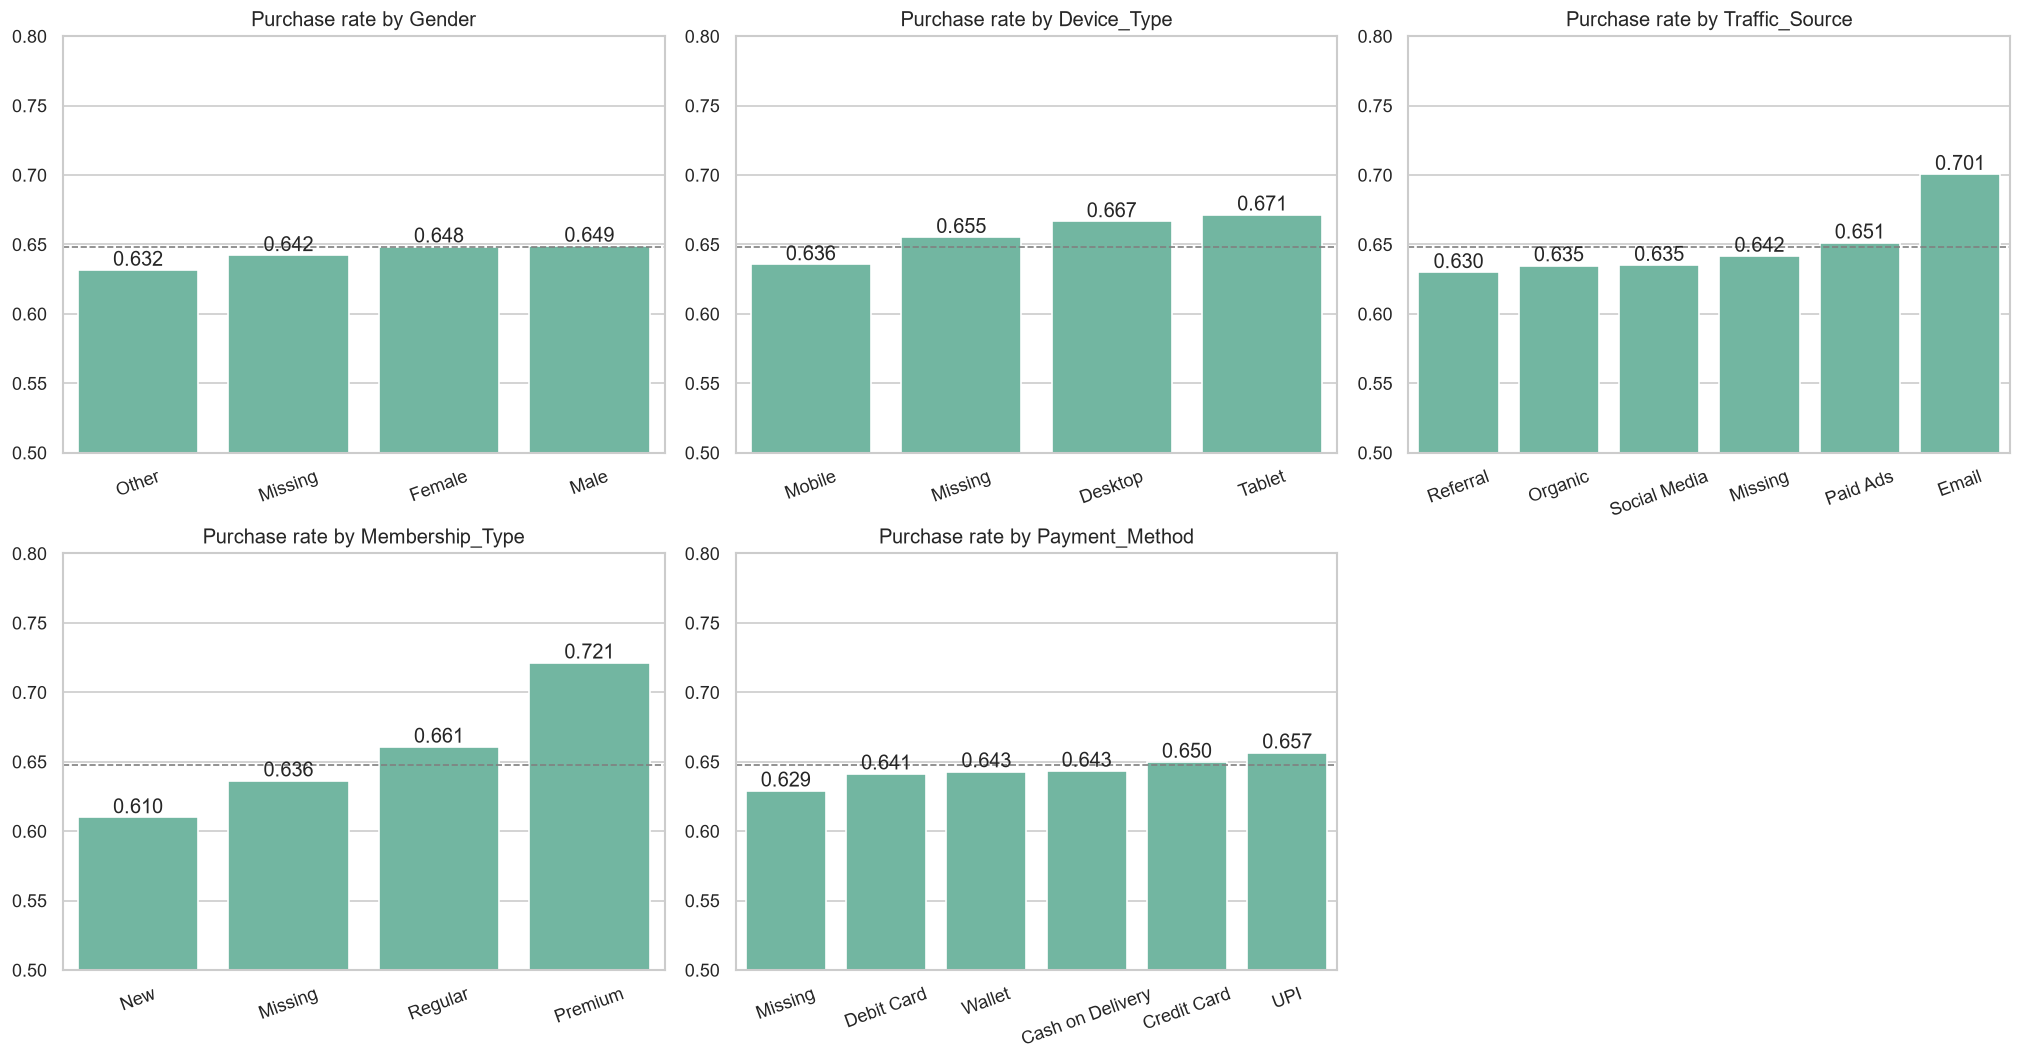 Purchase rate by Gender
0.80
0.75
0.70
0.65
0.60
0.55
0.50
0.632
0.642
0.648
0.649
Other
Missing
Female
Male
Purchase rate by Device_Type
0.80
0.75
0.70
0.65
0.60
0.55
0.50
0.636
0.655
0.667
0.671
Mobile
Missing
Desktop
Tablet
Purchase rate by Traffic_Source
0.80
0.75
0.70
0.65
0.60
0.55
0.50
0.630
0.635
0.635
0.642
0.651
0.701
Referral
Organic
Social Media
Missing
Paid Ads
Email
Purchase rate by Membership_Type
0.80
0.75
0.70
0.65
0.60
0.55
0.50
0.610
0.636
0.661
0.721
New
Missing
Regular
Premium
Purchase rate by Payment_Method
0.80
0.75
0.70
0.65
0.60
0.55
0.50
0.629
0.641
0.643
0.643
0.650
0.657
Missing
Debit Card
Wallet
Cash on Delivery
Credit Card
UPI